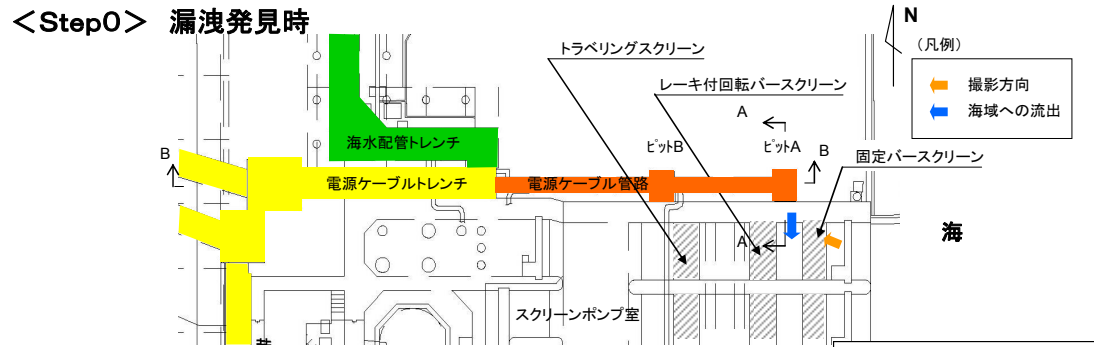 ＜Step0＞ 漏洩発見時
N
(凡例)
撮影方向
海域への流出
トラベリングスクリーン
レーキ付回転バースクリーン
A
ピットB
ピットA
B
固定バースクリーン
海水配管トレンチ
B
電源ケーブルトレンチ
電源ケーブル管路
海
A
スクリーンポンプ室